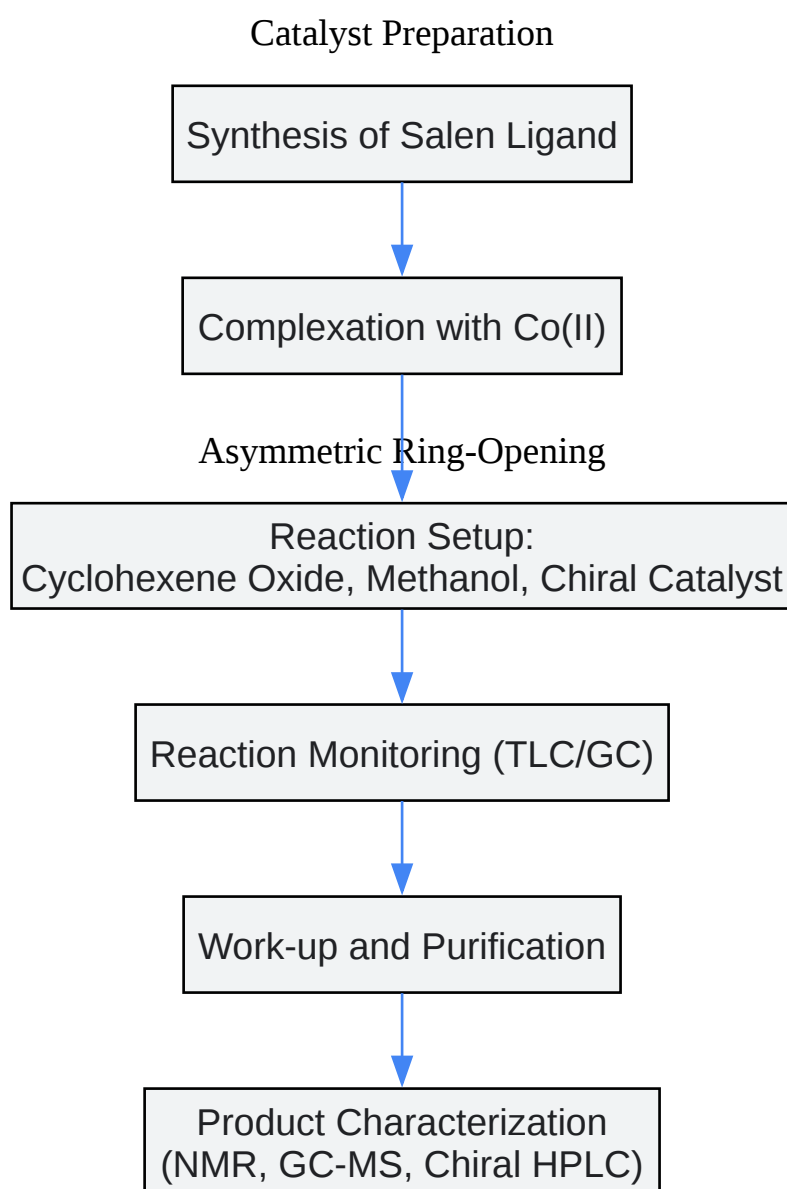 Catalyst Preparation
Synthesis of Salen Ligand
Complexation with Co(II)
Asymmetric Ring-Opening
Reaction Setup:
Cyclohexene Oxide, Methanol, Chiral Catalyst
Reaction Monitoring (TLC/GC)
Work-up and Purification
Product Characterization
(NMR, GC-MS, Chiral HPLC)